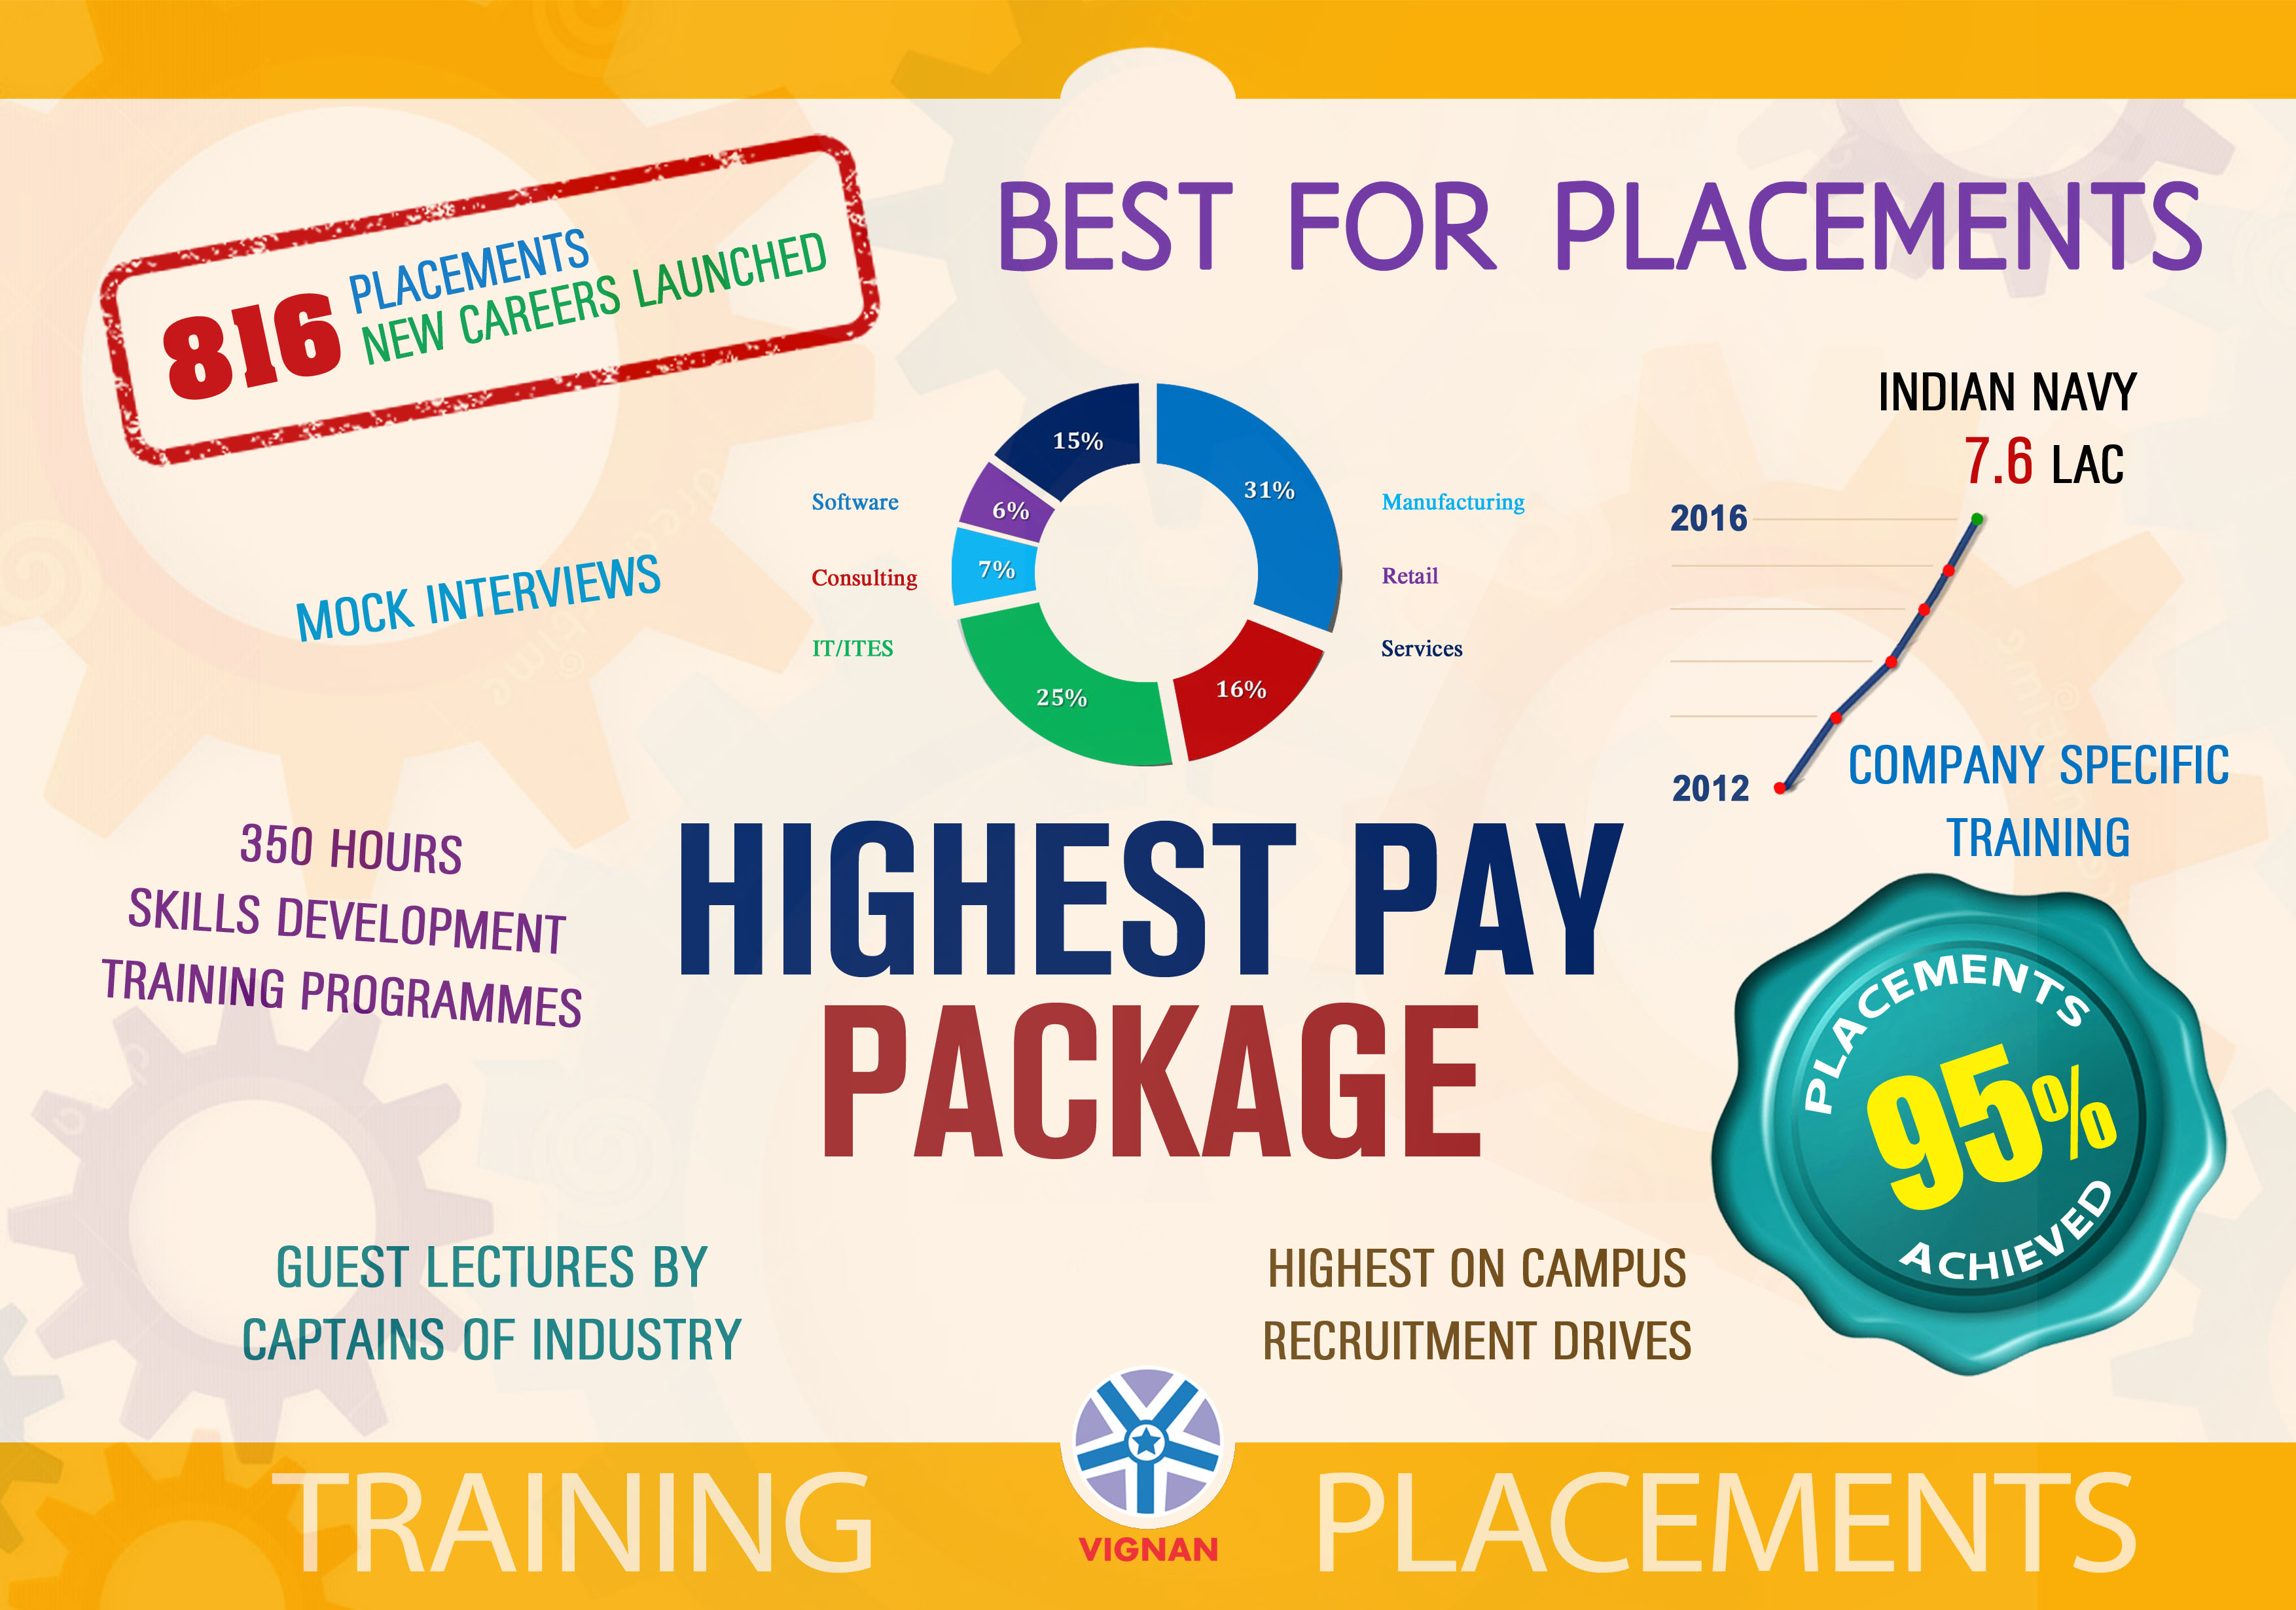 BEST FOR PLACEMENTS
816
PLACEMENTS
NEW CAREERS LAUNCHED
INDIAN NAVY
7.6 LAC
15%
31%
6%
7%
25%
16%
Software
Consulting
IT/ITES
Manufacturing
Retail
Services
2016
2012
MOCK INTERVIEWS
COMPANY SPECIFIC
TRAINING
350 HOURS
SKILLS DEVELOPMENT
TRAINING PROGRAMMES
HIGHEST PAY
PACKAGE
PLACEMENTS
95%
ACHIEVED
GUEST LECTURES BY
CAPTAINS OF INDUSTRY
HIGHEST ON CAMPUS
RECRUITMENT DRIVES
TRAINING
VIGNAN
PLACEMENTS